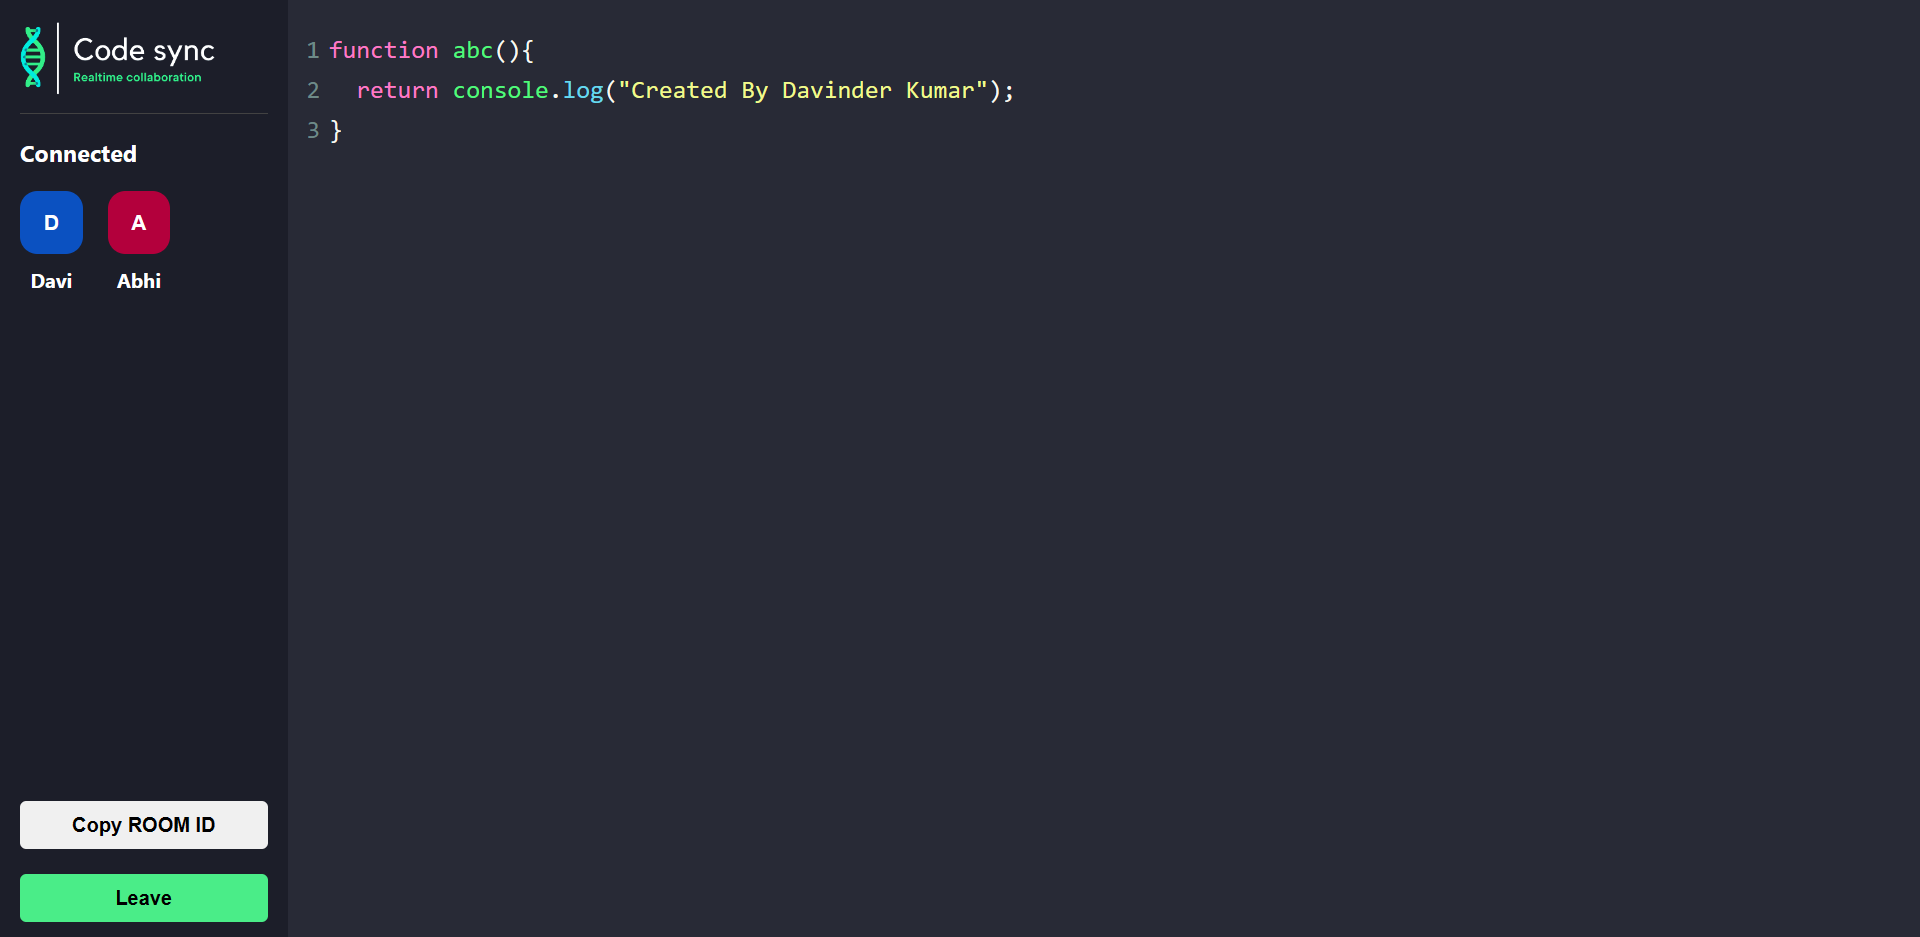 Code sync
Realtime collaboration
Connected
D A
Davi Abhi
Copy ROOM ID
Leave
1 function abc(){
2   return console.log("Created By Davinder Kumar");
3 }